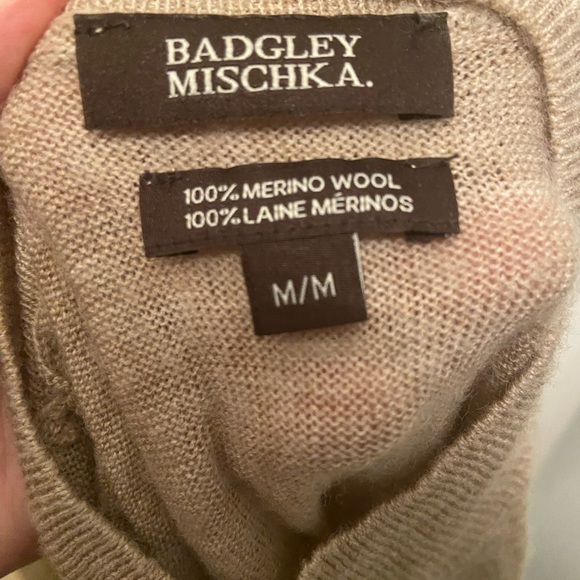 BADGLEY
MISCHKA.
100% MERINO WOOL
100% LAINE MÉRINOS
M/M